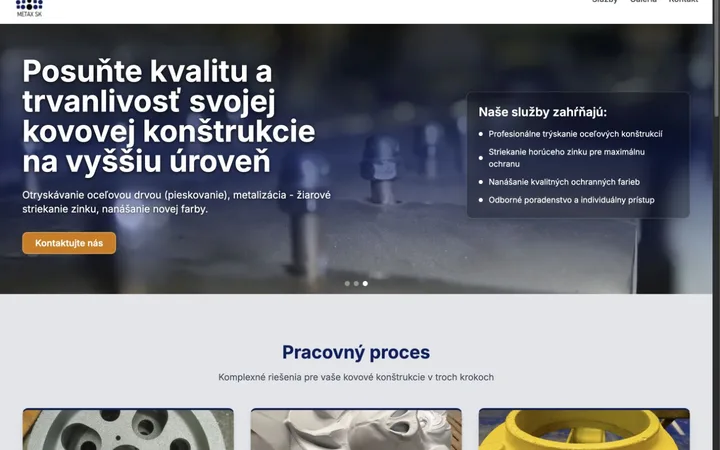 METAX SK
Služby Galéria Kontakt
Posuňte kvalitu a
trvanlivosť svojej
kovovej konštrukcie
na vyššiu úroveň
Otryskávanie oceľovou drvou (pieskovanie), metalizácia - žiarové
striekanie zinku, nanášanie novej farby.
Kontaktujte nás
Naše služby zahŕňajú:
Profesionálne trýskanie oceľových konštrukcií
Striekanie horúceho zinku pre maximálnu
ochranu
Nanášanie kvalitných ochranných farieb
Odborné poradenstvo a individuálny prístup
Pracovný proces
Komplexné riešenia pre vaše kovové konštrukcie v troch krokoch